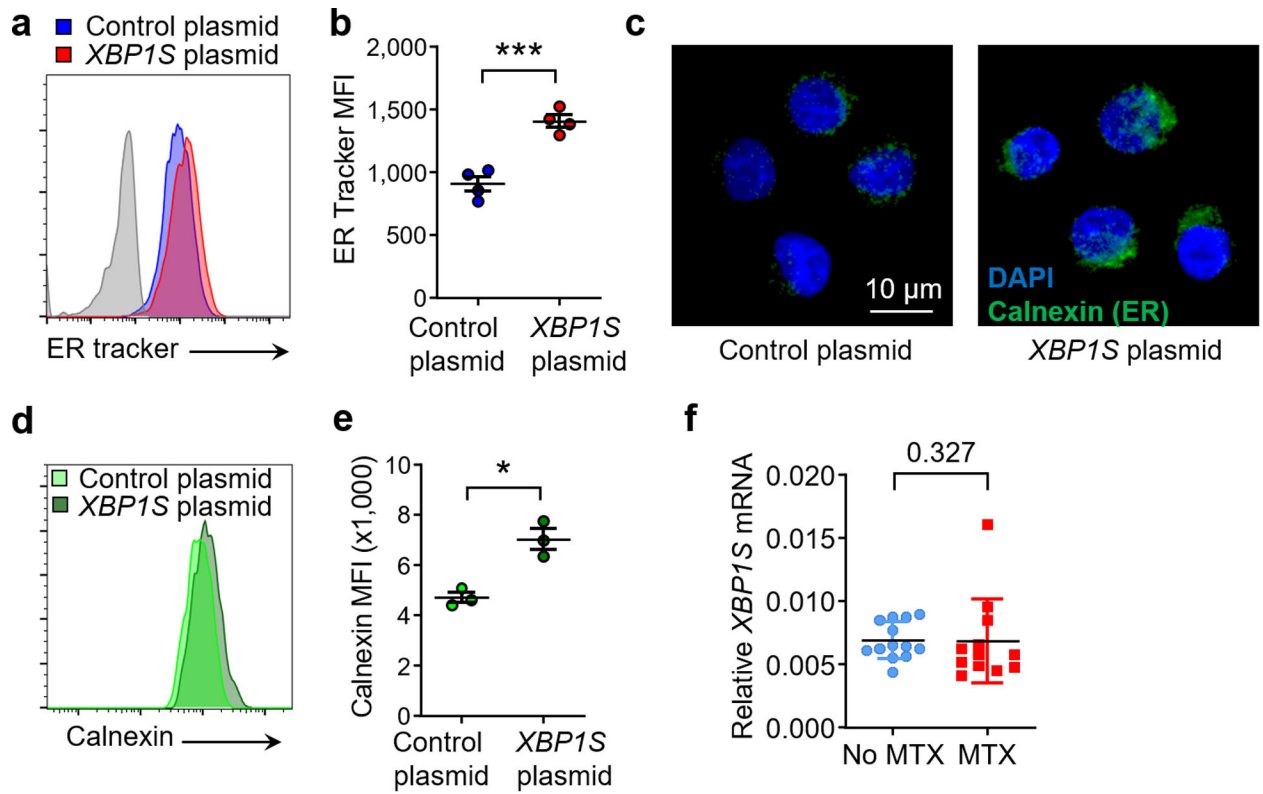 a
Control plasmid
XBP1S plasmid
ER tracker
b
ER Tracker MFI
2,000
1,500
1,000
500
0
***
Control
plasmid
XBP1S
plasmid
c
10 µm
DAPI
Calnexin (ER)
Control plasmid
XBP1S plasmid
d
Control plasmid
XBP1S plasmid
Calnexin
e
Calnexin MFI (x1,000)
10
8
6
4
2
0
*
Control
plasmid
XBP1S
plasmid
f
Relative XBP1S mRNA
0.020
0.015
0.010
0.005
0.000
0.327
No MTX
MTX